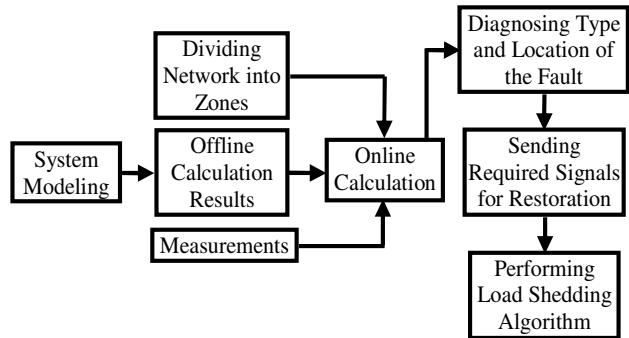 Dividing
Network into
Zones
System
Modeling
Offline
Calculation
Results
Measurements
Online
Calculation
Diagnosing Type
and Location of
the Fault
Sending
Required Signals
for Restoration
Performing
Load Shedding
Algorithm